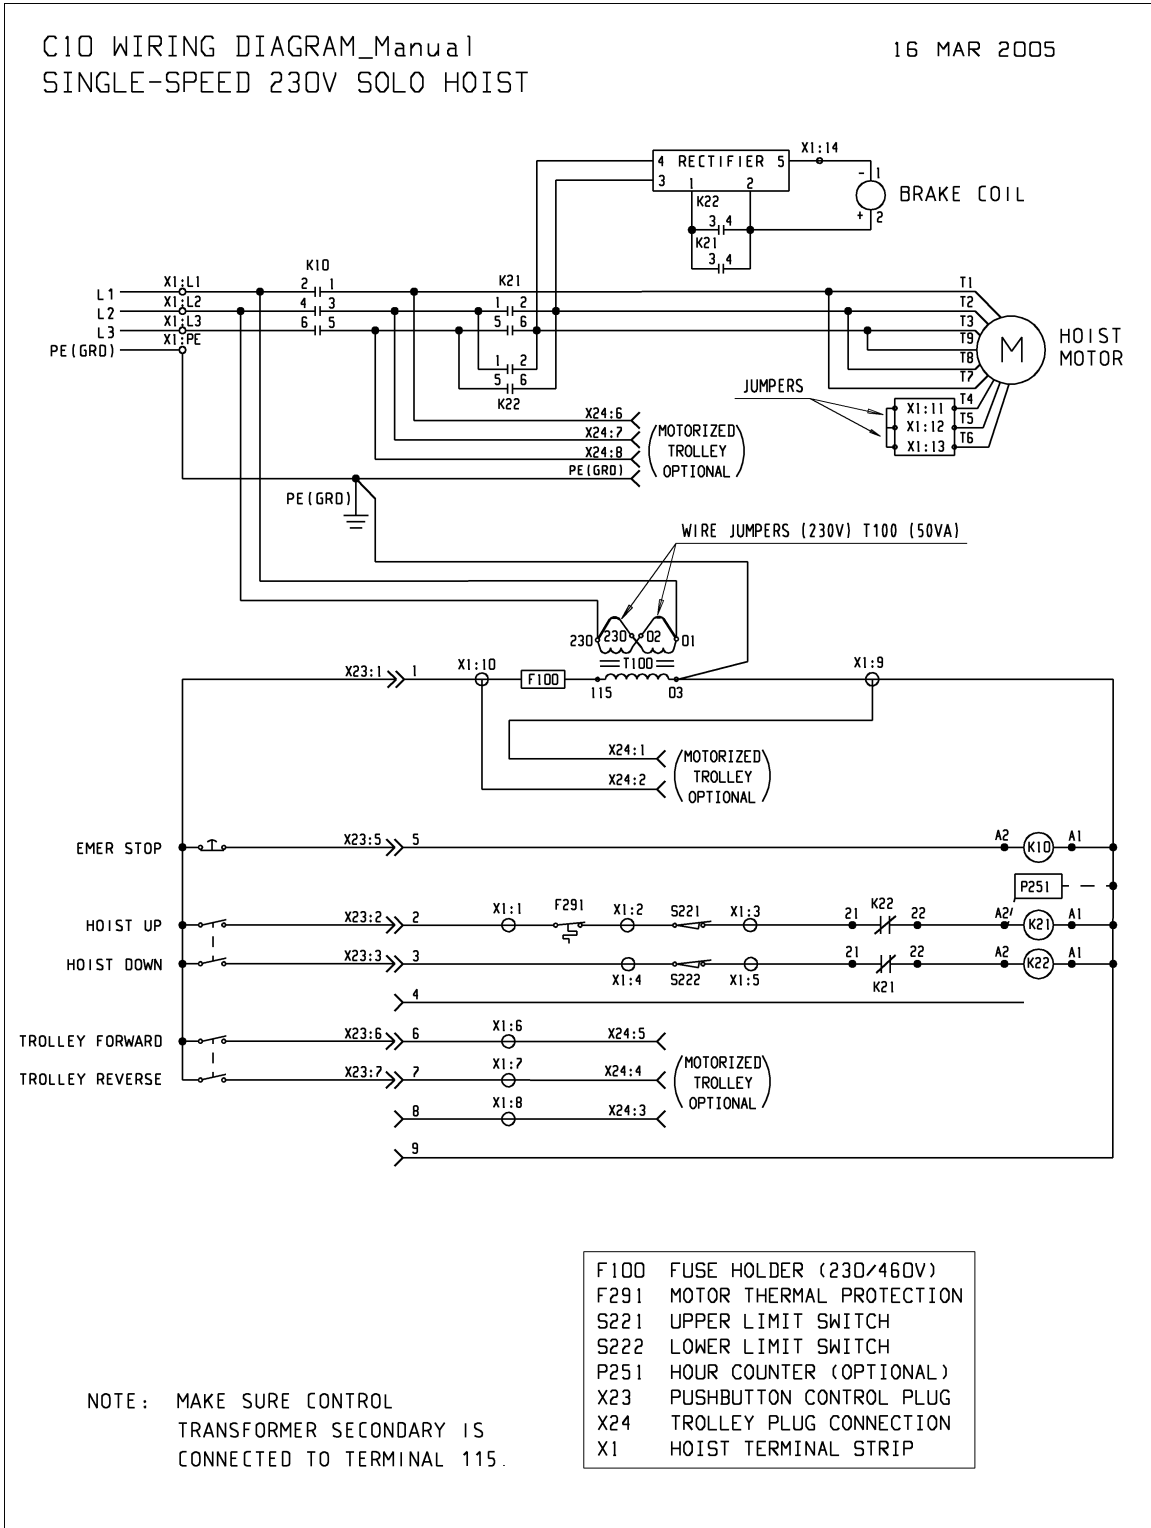 C10 WIRING DIAGRAM_Manual
16 MAR 2005
SINGLE-SPEED 230V SOLO HOIST
X1:14
4 RECTIFIER 5
3 1 2
- 1
BRAKE COIL
+ 2
K22
3 4
K21
3 4
K10
K21
X1:L1
L1
2 1
T1
X1:L2
L2
4 3
1 2
T2
X1:L3
L3
6 5
5 6
T3
X1:PE
PE(GRD)
T9
M
HOIST
MOTOR
1 2
T8
5 6
T7
K22
JUMPERS
X24:6
X1:11
T4
X24:7
X1:12
T5
X24:8
X1:13
T6
PE(GRD)
(MOTORIZED)
TROLLEY
OPTIONAL
PE(GRD)
WIRE JUMPERS (230V) T100 (50VA)
230 230 02 01
T100
X23:1 1
X1:10
F100
115
03
X1:9
X24:1
X24:2
(MOTORIZED)
TROLLEY
OPTIONAL
EMER STOP
X23:5 5
A2 K10 A1
P251
HOIST UP
X23:2 2
X1:1
F291
X1:2
S221
X1:3
21 K22 22
A2 K21 A1
HOIST DOWN
X23:3 3
X1:4
S222
X1:5
21 K21 22
A2 K22 A1
4
TROLLEY FORWARD
X23:6 6
X1:6
X24:5
TROLLEY REVERSE
X23:7 7
X1:7
X24:4
(MOTORIZED)
TROLLEY
OPTIONAL
8
X1:8
X24:3
9
F100 FUSE HOLDER (230/460V)
F291 MOTOR THERMAL PROTECTION
S221 UPPER LIMIT SWITCH
S222 LOWER LIMIT SWITCH
P251 HOUR COUNTER (OPTIONAL)
X23 PUSHBUTTON CONTROL PLUG
X24 TROLLEY PLUG CONNECTION
X1 HOIST TERMINAL STRIP
NOTE: MAKE SURE CONTROL
TRANSFORMER SECONDARY IS
CONNECTED TO TERMINAL 115.